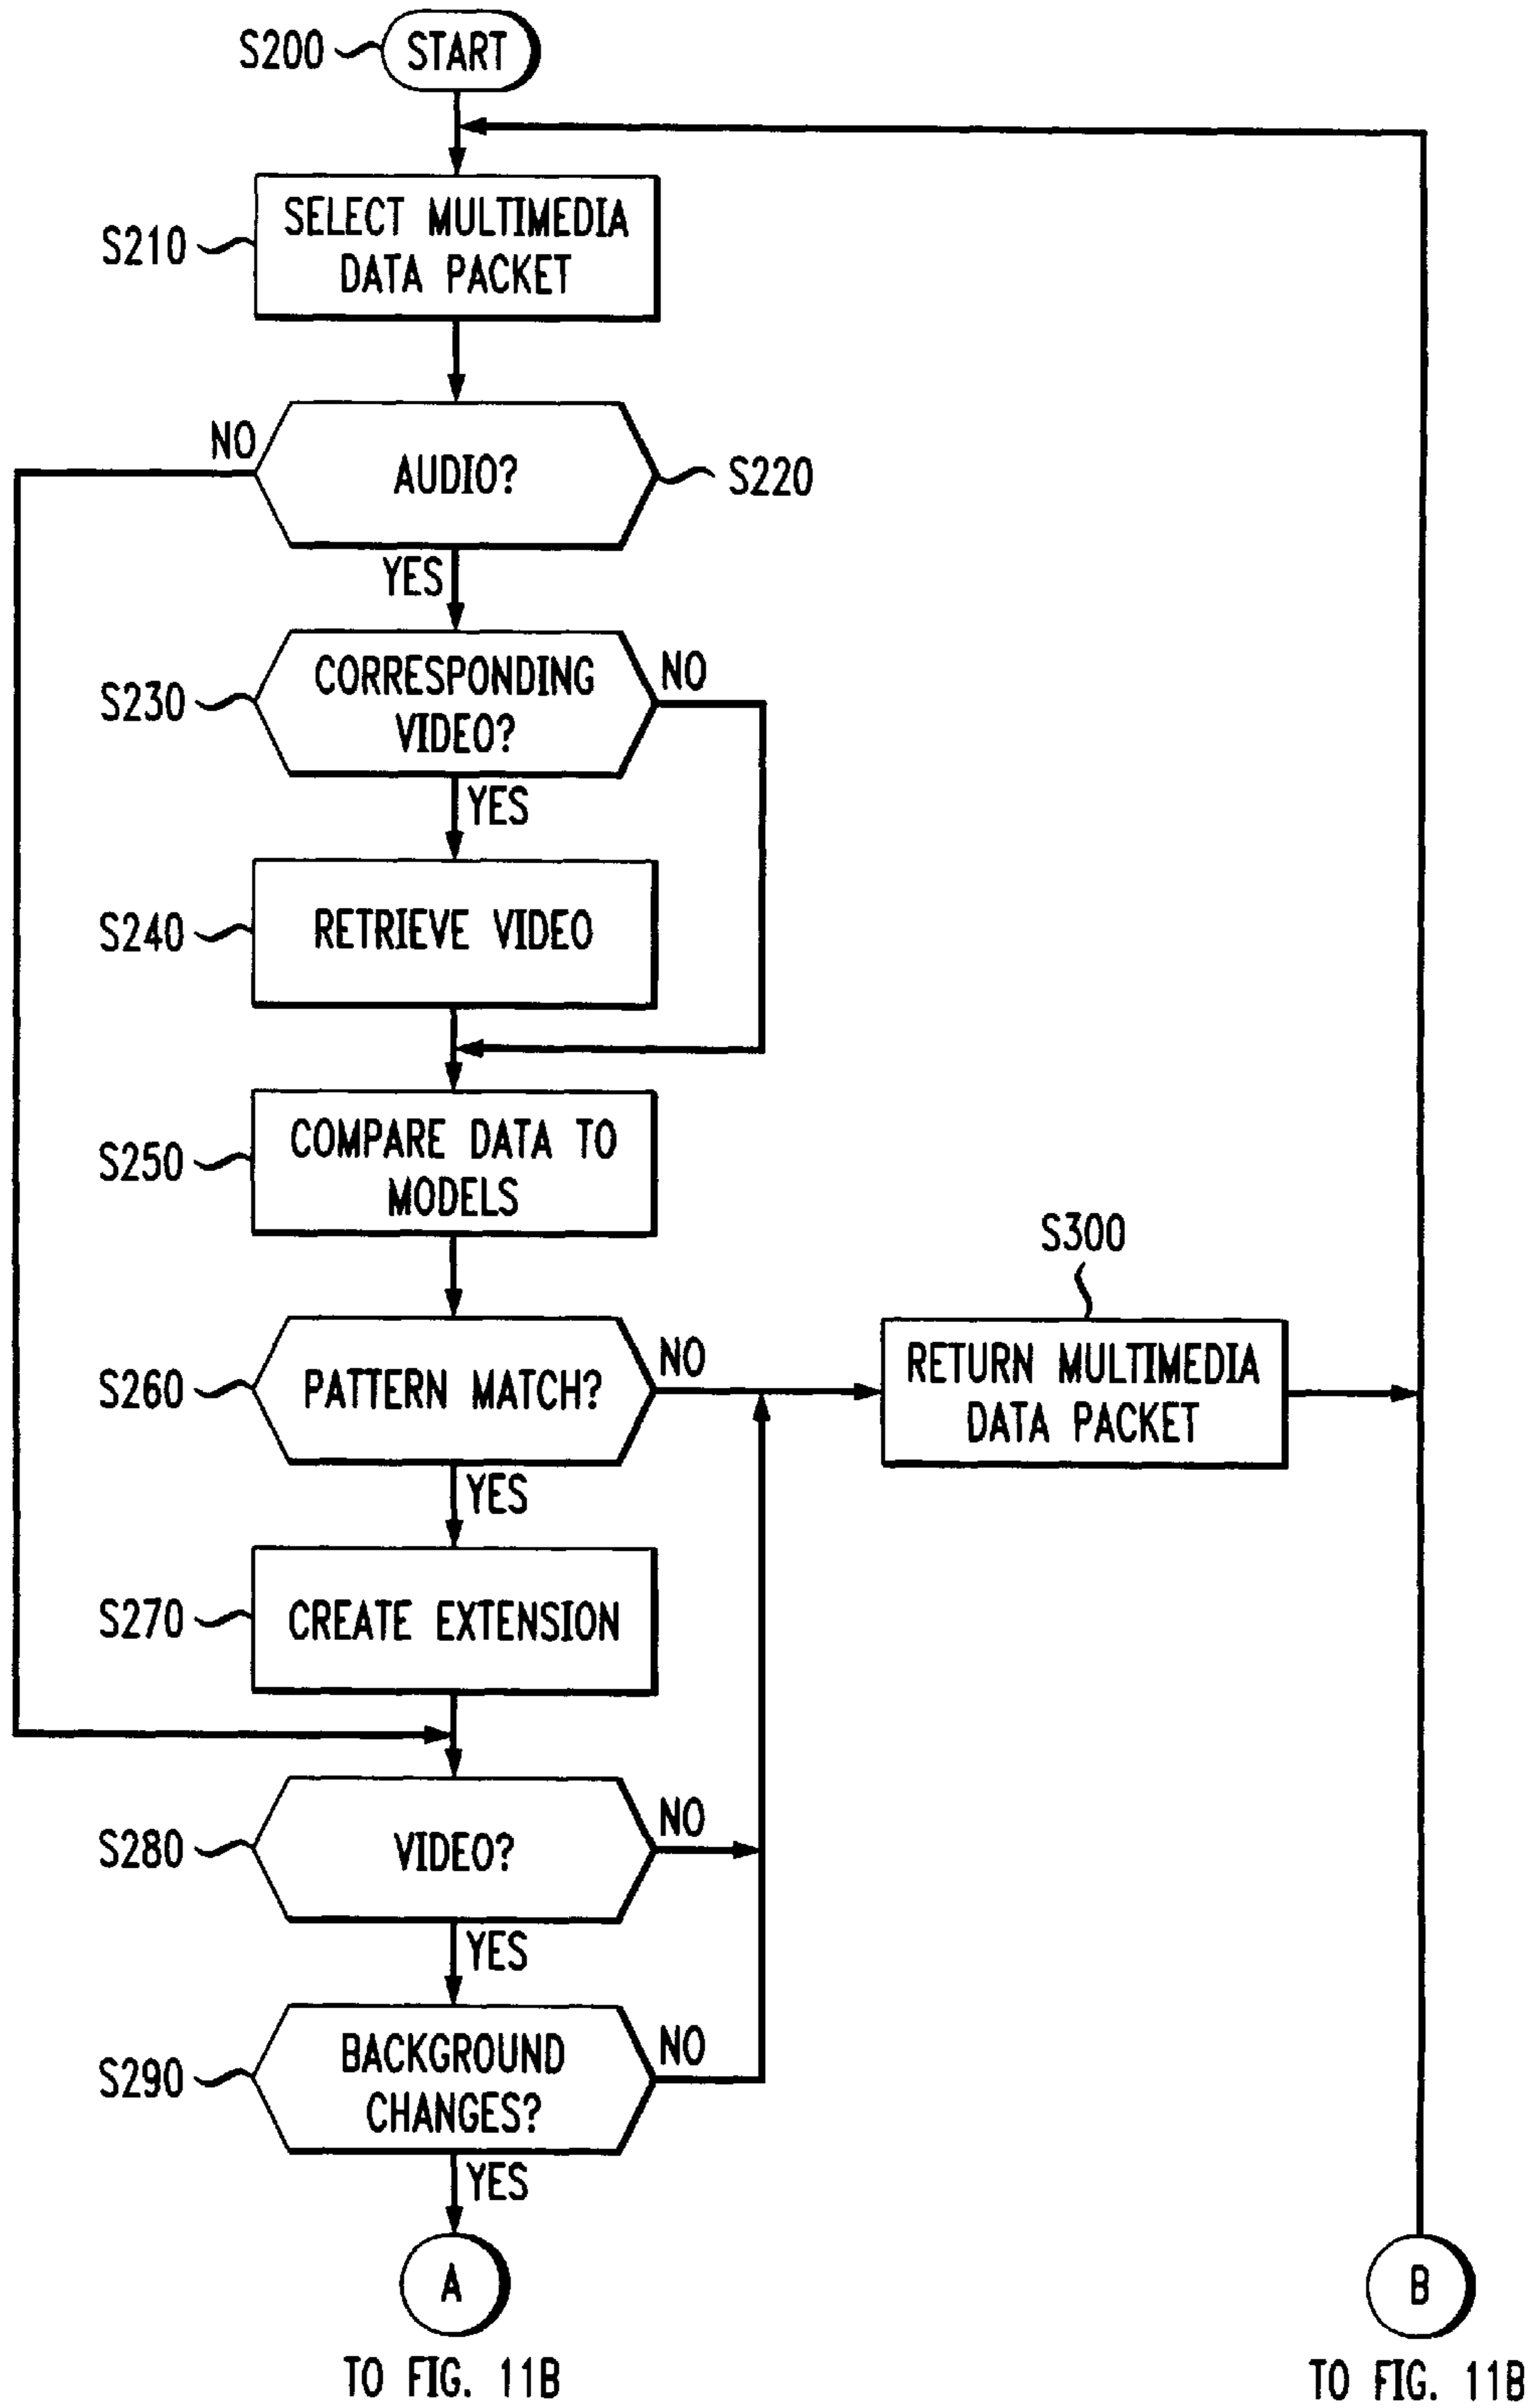 S200
START
S210
SELECT MULTIMEDIA
DATA PACKET
NO
AUDIO?
S220
YES
S230
CORRESPONDING
VIDEO?
NO
YES
S240
RETRIEVE VIDEO
S250
COMPARE DATA TO
MODELS
S300
S260
PATTERN MATCH?
NO
RETURN MULTIMEDIA
DATA PACKET
YES
S270
CREATE EXTENSION
S280
VIDEO?
NO
YES
S290
BACKGROUND
CHANGES?
NO
YES
A
B
TO FIG. 11B
TO FIG. 11B